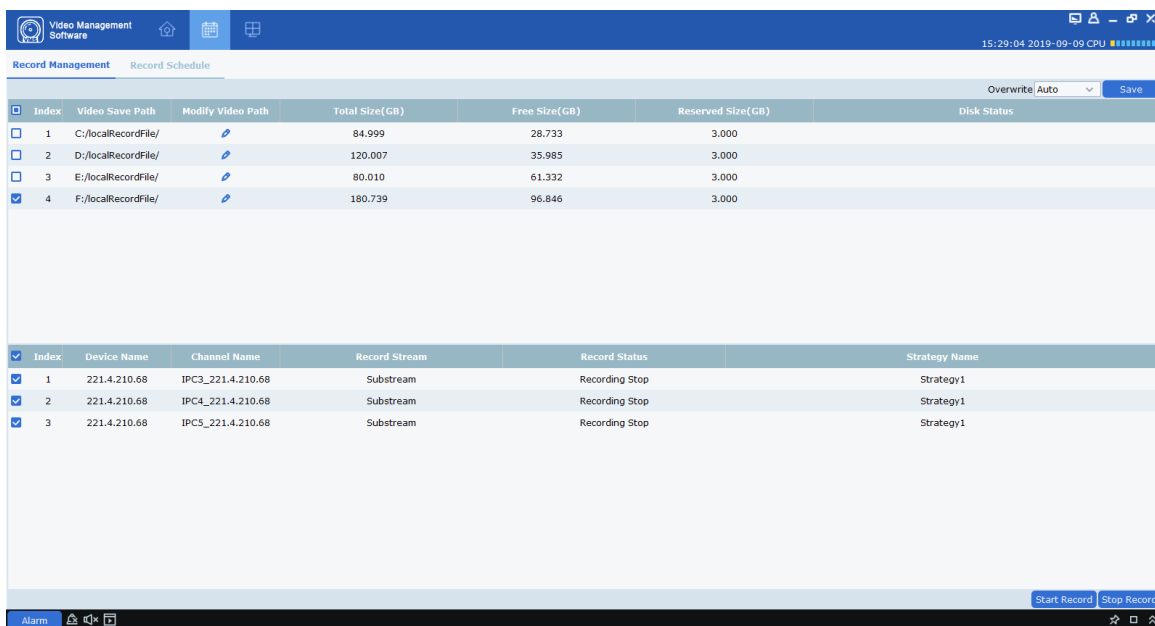 Video Management
Software
VMS
15:29:04 2019-09-09 CPU
Record Management Record Schedule
Overwrite Auto Save
Index Video Save Path Modify Video Path Total Size(GB) Free Size(GB) Reserved Size(GB) Disk Status
1 C:/localRecordFile/ 84.999 28.733 3.000
2 D:/localRecordFile/ 120.007 35.985 3.000
3 E:/localRecordFile/ 80.010 61.332 3.000
4 F:/localRecordFile/ 180.739 96.846 3.000
Index Device Name Channel Name Record Stream Record Status Strategy Name
1 221.4.210.68 IPC3_221.4.210.68 Substream Recording Stop Strategy1
2 221.4.210.68 IPC4_221.4.210.68 Substream Recording Stop Strategy1
3 221.4.210.68 IPC5_221.4.210.68 Substream Recording Stop Strategy1
Start Record Stop Record
Alarm